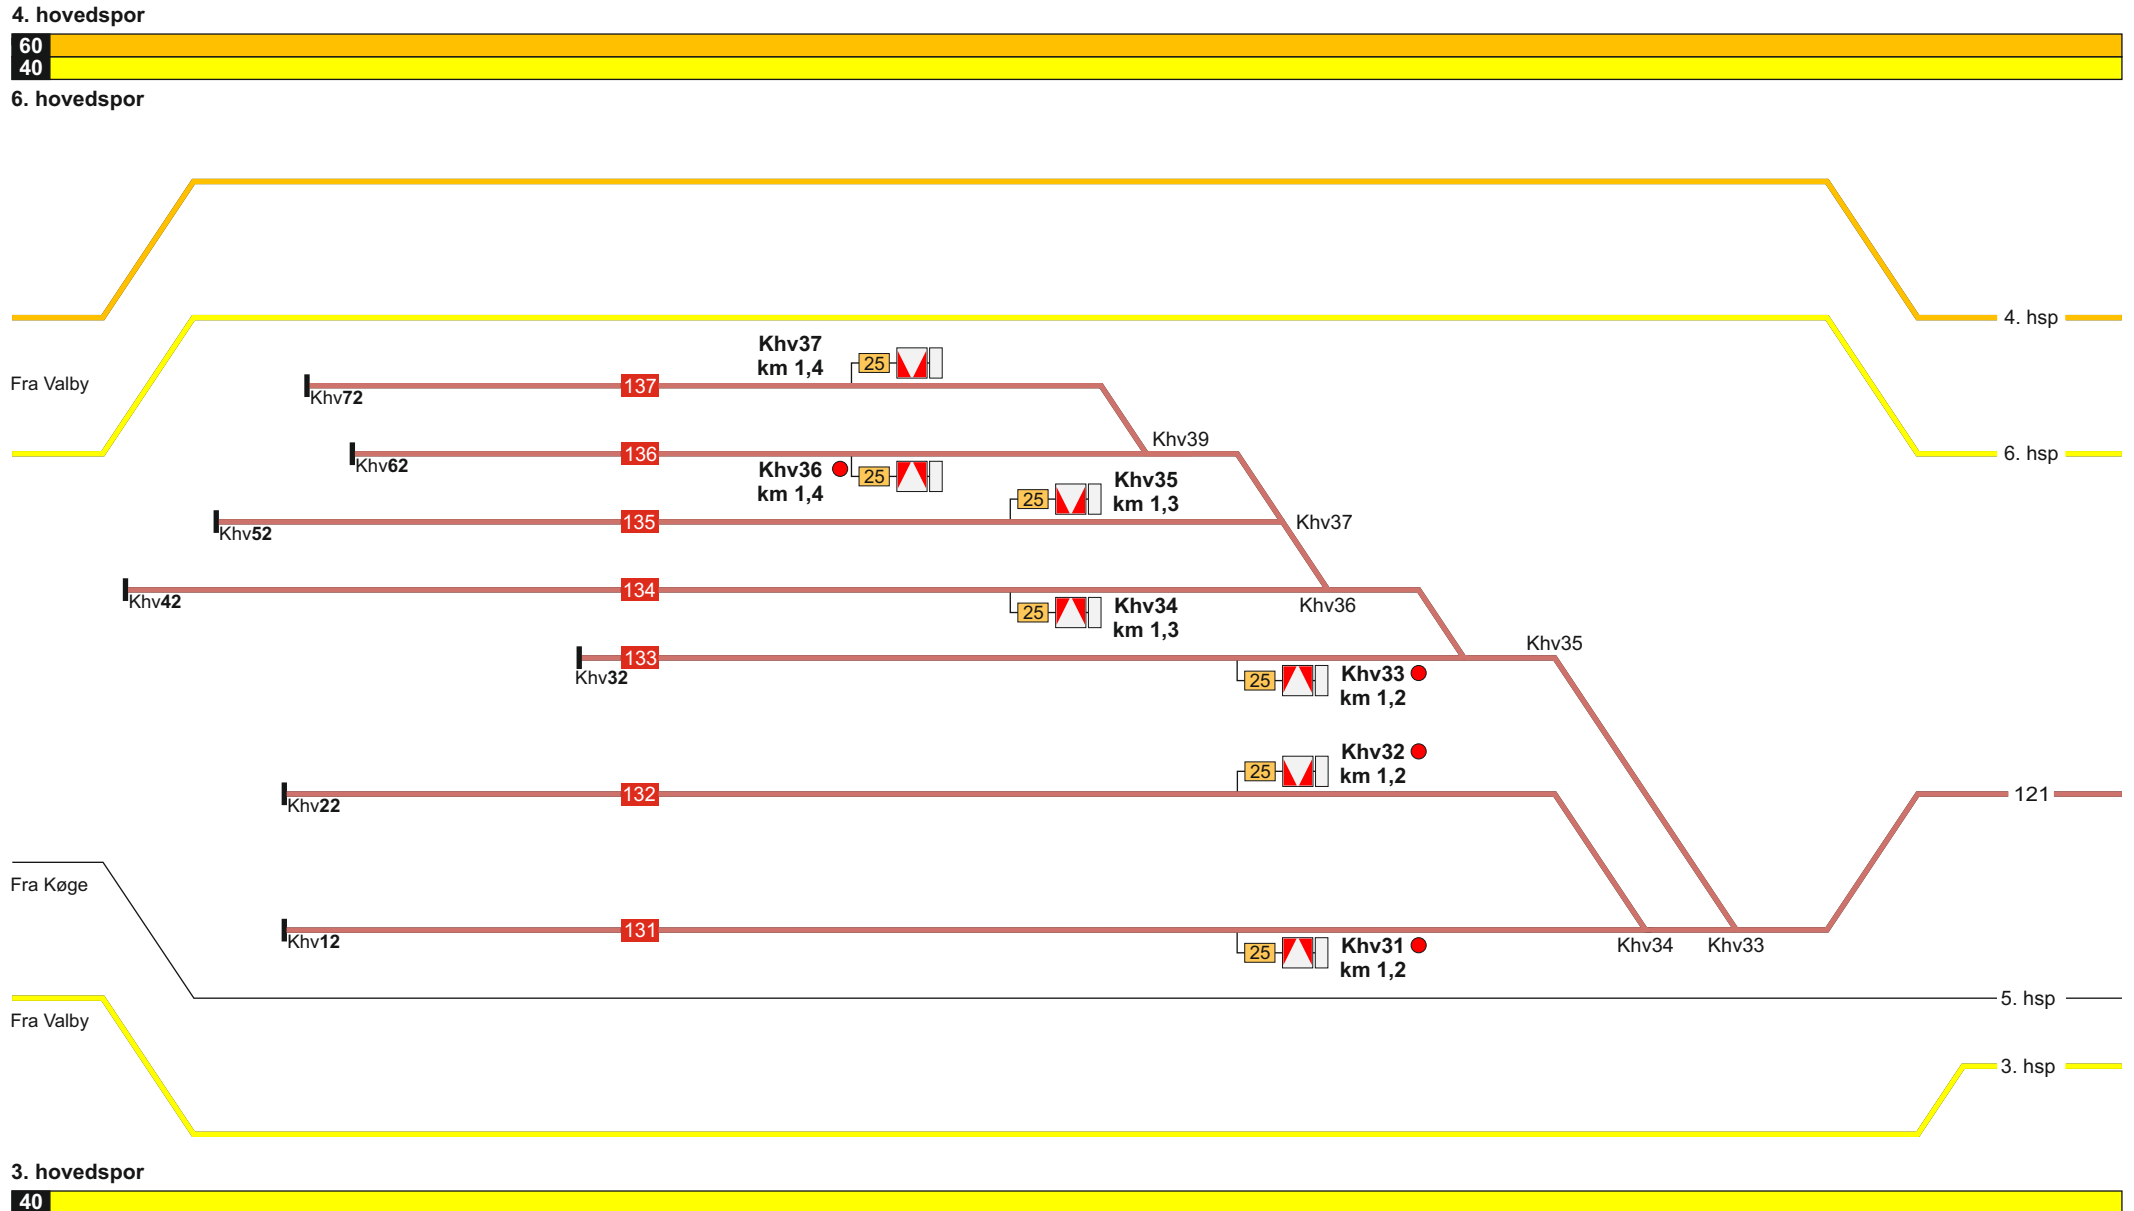 4. hovedspor
60
40
6. hovedspor
4. hsp
Khv37
km 1,4
25
Fra Valby
137
Khv72
Khv39
136
6. hsp
Khv62
Khv36
km 1,4
25
Khv35
km 1,3
25
135
Khv37
Khv52
134
Khv42
25
Khv34
km 1,3
Khv36
Khv35
133
Khv32
25
Khv33
km 1,2
Khv32
km 1,2
25
132
121
Khv22
Fra Køge
131
Khv12
25
Khv31
km 1,2
Khv34
Khv33
5. hsp
Fra Valby
3. hsp
3. hovedspor
40